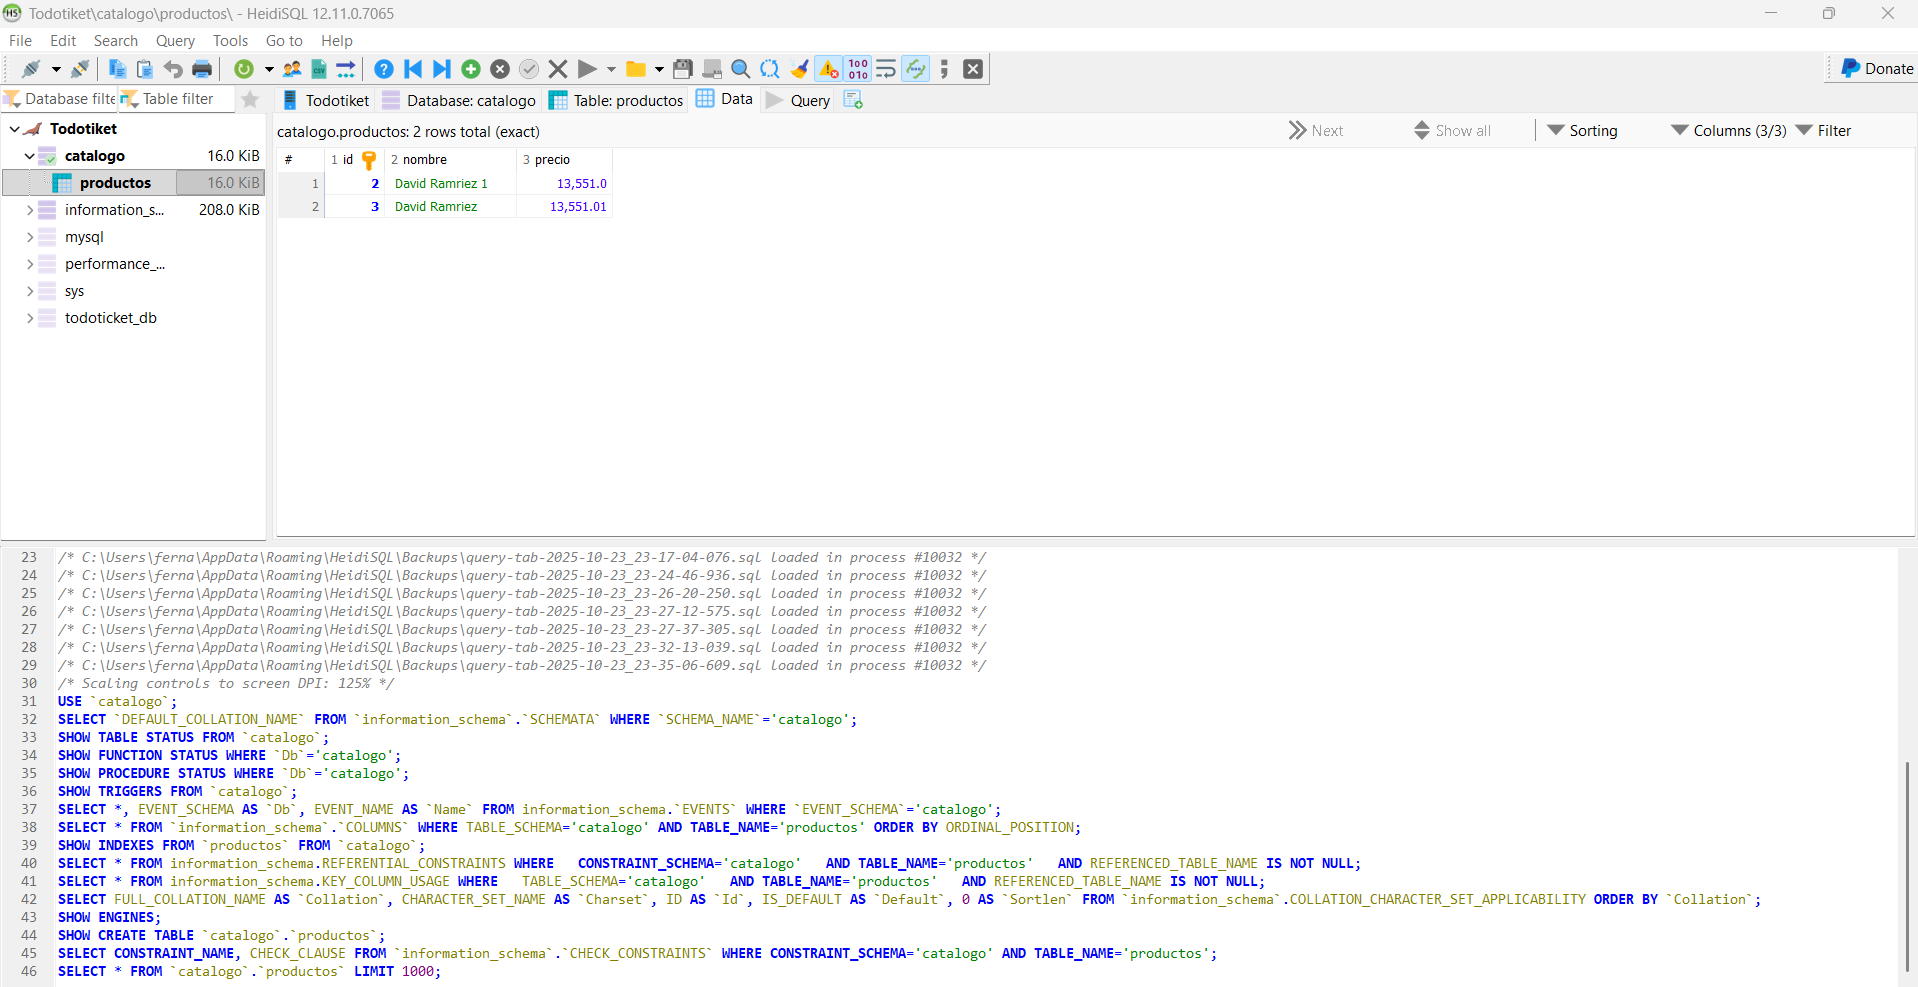 Todotiket\catalogo\productos\ - HeidiSQL 12.11.0.7065
File Edit Search Query Tools Go to Help
Donate
Database filte Table filter
Todotiket Database: catalogo Table: productos Data Query
Todotiket
catalogo 16.0 KiB
productos 16.0 KiB
information_s... 208.0 KiB
mysql
performance_...
sys
todoticket_db
catalogo.productos: 2 rows total (exact) Next Show all Sorting Columns (3/3) Filter
# 1 id 2 nombre 3 precio
1 2 David Ramriez 1 13,551.0
2 3 David Ramriez 13,551.01
23 /* C:\Users\ferna\AppData\Roaming\HeidiSQL\Backups\query-tab-2025-10-23_23-17-04-076.sql loaded in process #10032 */
24 /* C:\Users\ferna\AppData\Roaming\HeidiSQL\Backups\query-tab-2025-10-23_23-24-46-936.sql loaded in process #10032 */
25 /* C:\Users\ferna\AppData\Roaming\HeidiSQL\Backups\query-tab-2025-10-23_23-26-20-250.sql loaded in process #10032 */
26 /* C:\Users\ferna\AppData\Roaming\HeidiSQL\Backups\query-tab-2025-10-23_23-27-12-575.sql loaded in process #10032 */
27 /* C:\Users\ferna\AppData\Roaming\HeidiSQL\Backups\query-tab-2025-10-23_23-27-37-305.sql loaded in process #10032 */
28 /* C:\Users\ferna\AppData\Roaming\HeidiSQL\Backups\query-tab-2025-10-23_23-32-13-039.sql loaded in process #10032 */
29 /* C:\Users\ferna\AppData\Roaming\HeidiSQL\Backups\query-tab-2025-10-23_23-35-06-609.sql loaded in process #10032 */
30 /* Scaling controls to screen DPI: 125% */
31 USE `catalogo`;
32 SELECT `DEFAULT_COLLATION_NAME` FROM `information_schema`.`SCHEMATA` WHERE `SCHEMA_NAME`='catalogo';
33 SHOW TABLE STATUS FROM `catalogo`;
34 SHOW FUNCTION STATUS WHERE `Db`='catalogo';
35 SHOW PROCEDURE STATUS WHERE `Db`='catalogo';
36 SHOW TRIGGERS FROM `catalogo`;
37 SELECT *, EVENT_SCHEMA AS `Db`, EVENT_NAME AS `Name` FROM information_schema.`EVENTS` WHERE `EVENT_SCHEMA`='catalogo';
38 SELECT * FROM `information_schema`.`COLUMNS` WHERE TABLE_SCHEMA='catalogo' AND TABLE_NAME='productos' ORDER BY ORDINAL_POSITION;
39 SHOW INDEXES FROM `productos` FROM `catalogo`;
40 SELECT * FROM information_schema.REFERENTIAL_CONSTRAINTS WHERE   CONSTRAINT_SCHEMA='catalogo'   AND TABLE_NAME='productos'   AND REFERENCED_TABLE_NAME IS NOT NULL;
41 SELECT * FROM information_schema.KEY_COLUMN_USAGE WHERE   TABLE_SCHEMA='catalogo'   AND TABLE_NAME='productos'   AND REFERENCED_TABLE_NAME IS NOT NULL;
42 SELECT FULL_COLLATION_NAME AS `Collation`, CHARACTER_SET_NAME AS `Charset`, ID AS `Id`, IS_DEFAULT AS `Default`, 0 AS `Sortlen` FROM `information_schema`.COLLATION_CHARACTER_SET_APPLICABILITY ORDER BY `Collation`;
43 SHOW ENGINES;
44 SHOW CREATE TABLE `catalogo`.`productos`;
45 SELECT CONSTRAINT_NAME, CHECK_CLAUSE FROM `information_schema`.`CHECK_CONSTRAINTS` WHERE CONSTRAINT_SCHEMA='catalogo' AND TABLE_NAME='productos';
46 SELECT * FROM `catalogo`.`productos` LIMIT 1000;